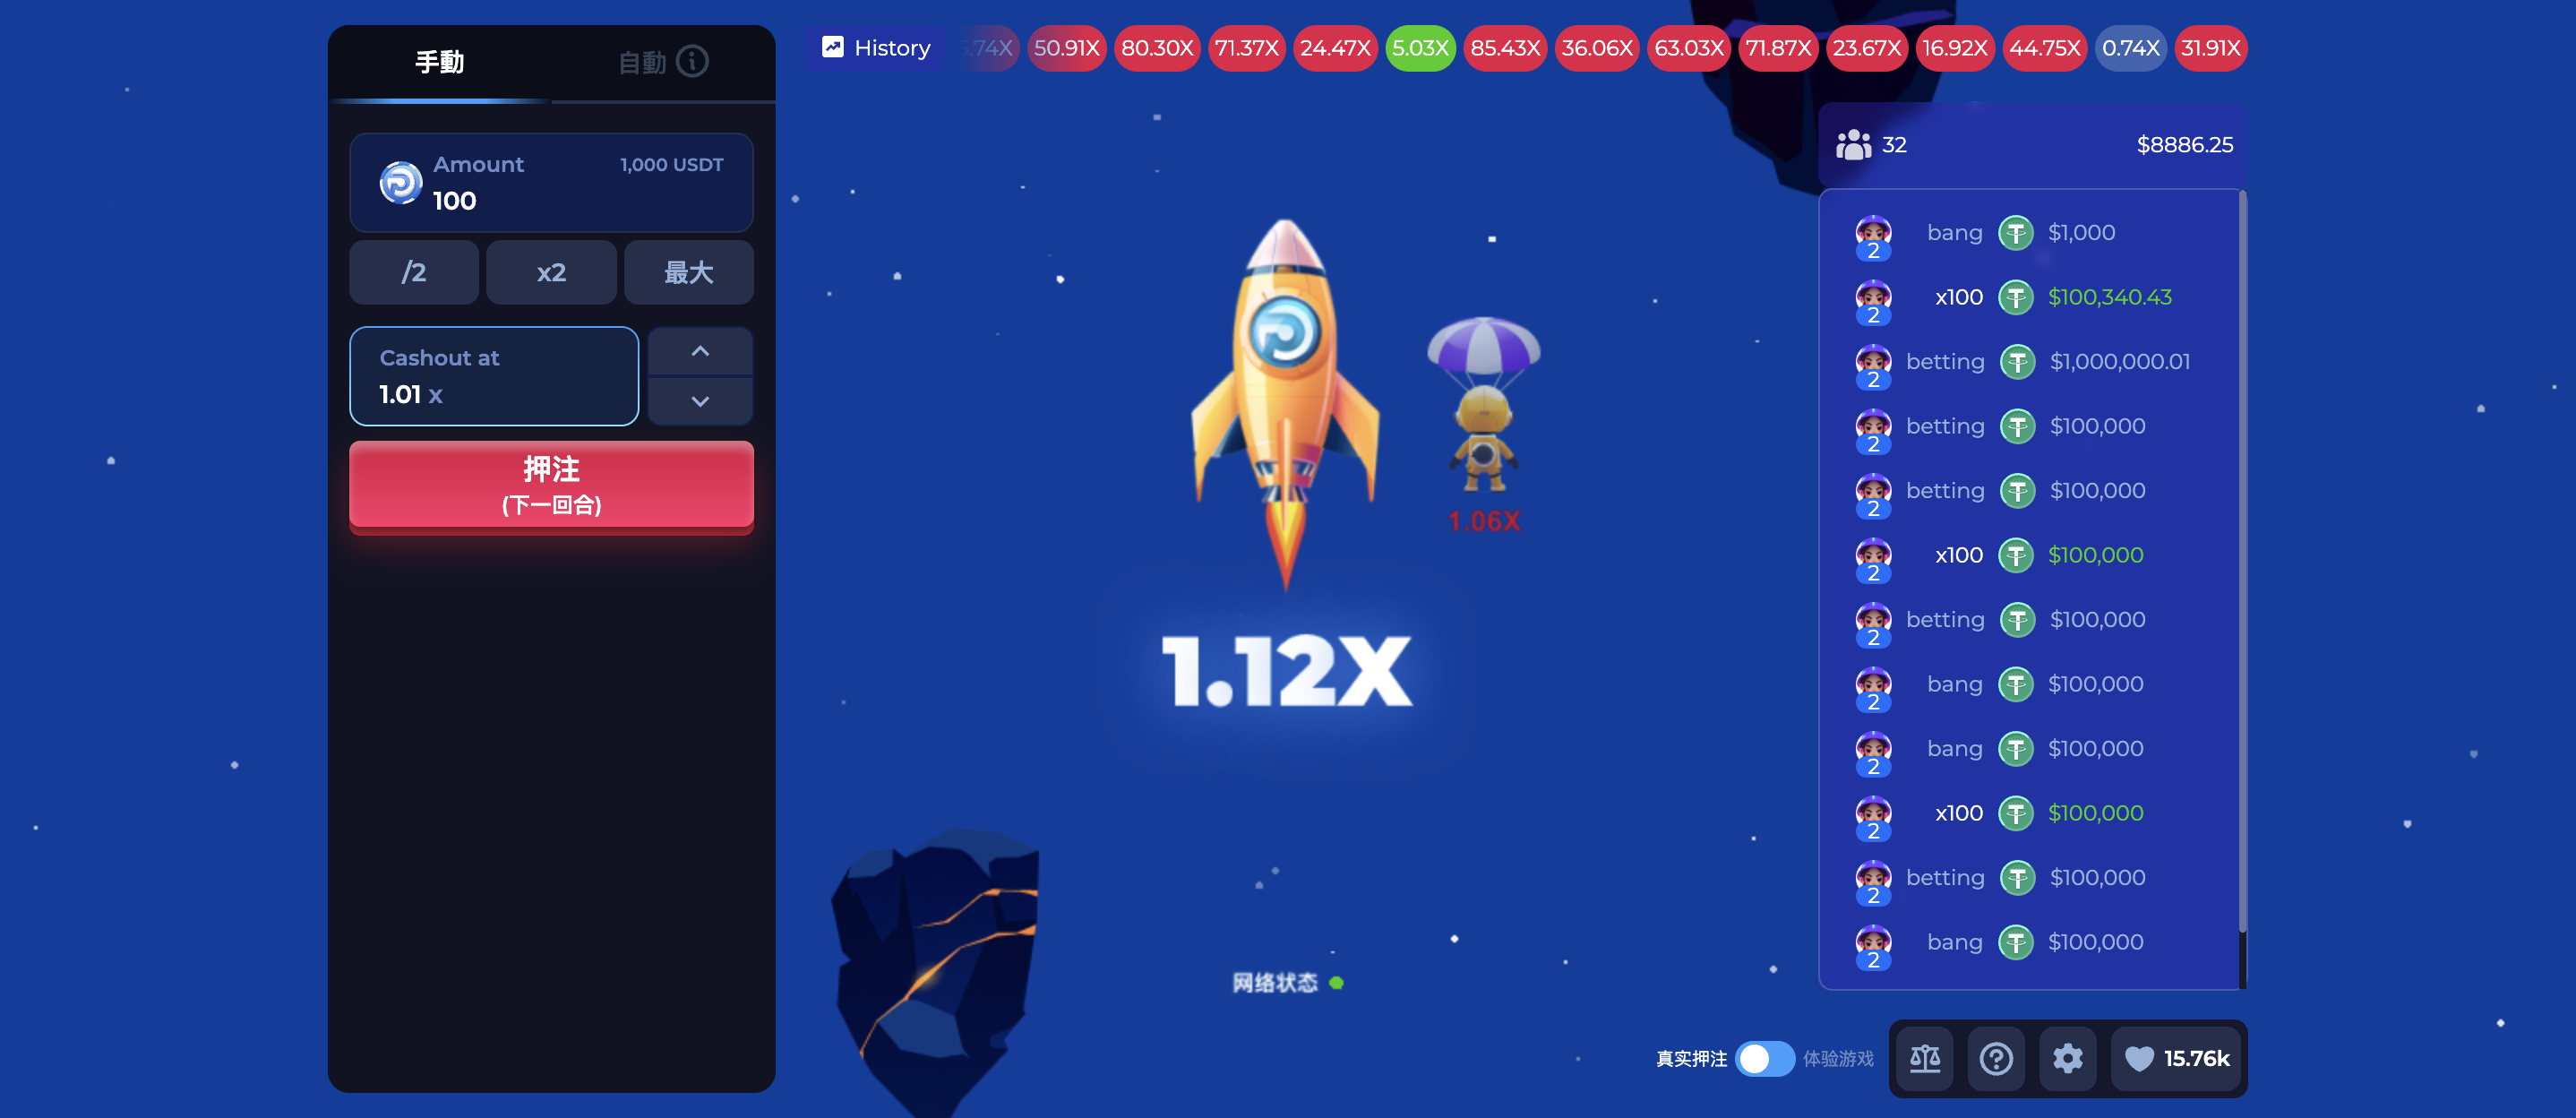 手動
自動
Amount
1,000 USDT
100
/2
x2
最大
Cashout at
1.01 x
押注
(下一回合)
History
50.91X
80.30X
71.37X
24.47X
5.03X
85.43X
36.06X
63.03X
71.87X
23.67X
16.92X
44.75X
0.74X
31.91X
1.06X
1.12X
网络状态
32
$8886.25
2 bang $1,000
2 x100 $100,340.43
2 betting $1,000,000.01
2 betting $100,000
2 betting $100,000
2 x100 $100,000
2 betting $100,000
2 bang $100,000
2 bang $100,000
2 x100 $100,000
2 betting $100,000
2 bang $100,000
真实押注
体验游戏
15.76k